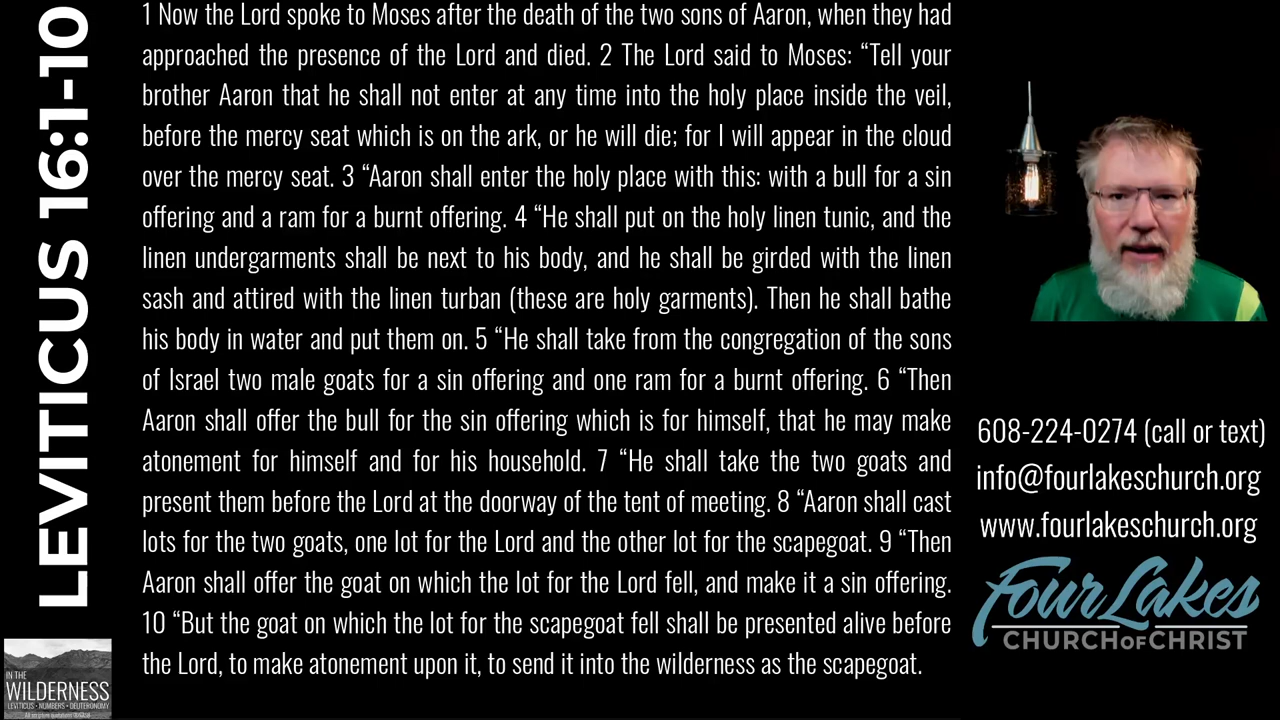 LEVITICUS 16:1-10
1 Now the Lord spoke to Moses after the death of the two sons of Aaron, when they had
approached the presence of the Lord and died. 2 The Lord said to Moses: “Tell your
brother Aaron that he shall not enter at any time into the holy place inside the veil,
before the mercy seat which is on the ark, or he will die; for I will appear in the cloud
over the mercy seat. 3 “Aaron shall enter the holy place with this: with a bull for a sin
offering and a ram for a burnt offering. 4 “He shall put on the holy linen tunic, and the
linen undergarments shall be next to his body, and he shall be girded with the linen
sash and attired with the linen turban (these are holy garments). Then he shall bathe
his body in water and put them on. 5 “He shall take from the congregation of the sons
of Israel two male goats for a sin offering and one ram for a burnt offering. 6 “Then
Aaron shall offer the bull for the sin offering which is for himself, that he may make
atonement for himself and for his household. 7 “He shall take the two goats and
present them before the Lord at the doorway of the tent of meeting. 8 “Aaron shall cast
lots for the two goats, one lot for the Lord and the other lot for the scapegoat. 9 “Then
Aaron shall offer the goat on which the lot for the Lord fell, and make it a sin offering.
10 “But the goat on which the lot for the scapegoat fell shall be presented alive before
the Lord, to make atonement upon it, to send it into the wilderness as the scapegoat.
608-224-0274 (call or text)
info@fourlakeschurch.org
www.fourlakeschurch.org
Four Lakes
CHURCH OF CHRIST
IN THE
WILDERNESS
LEVITICUS • NUMBERS • DEUTERONOMY
All scripture quotations